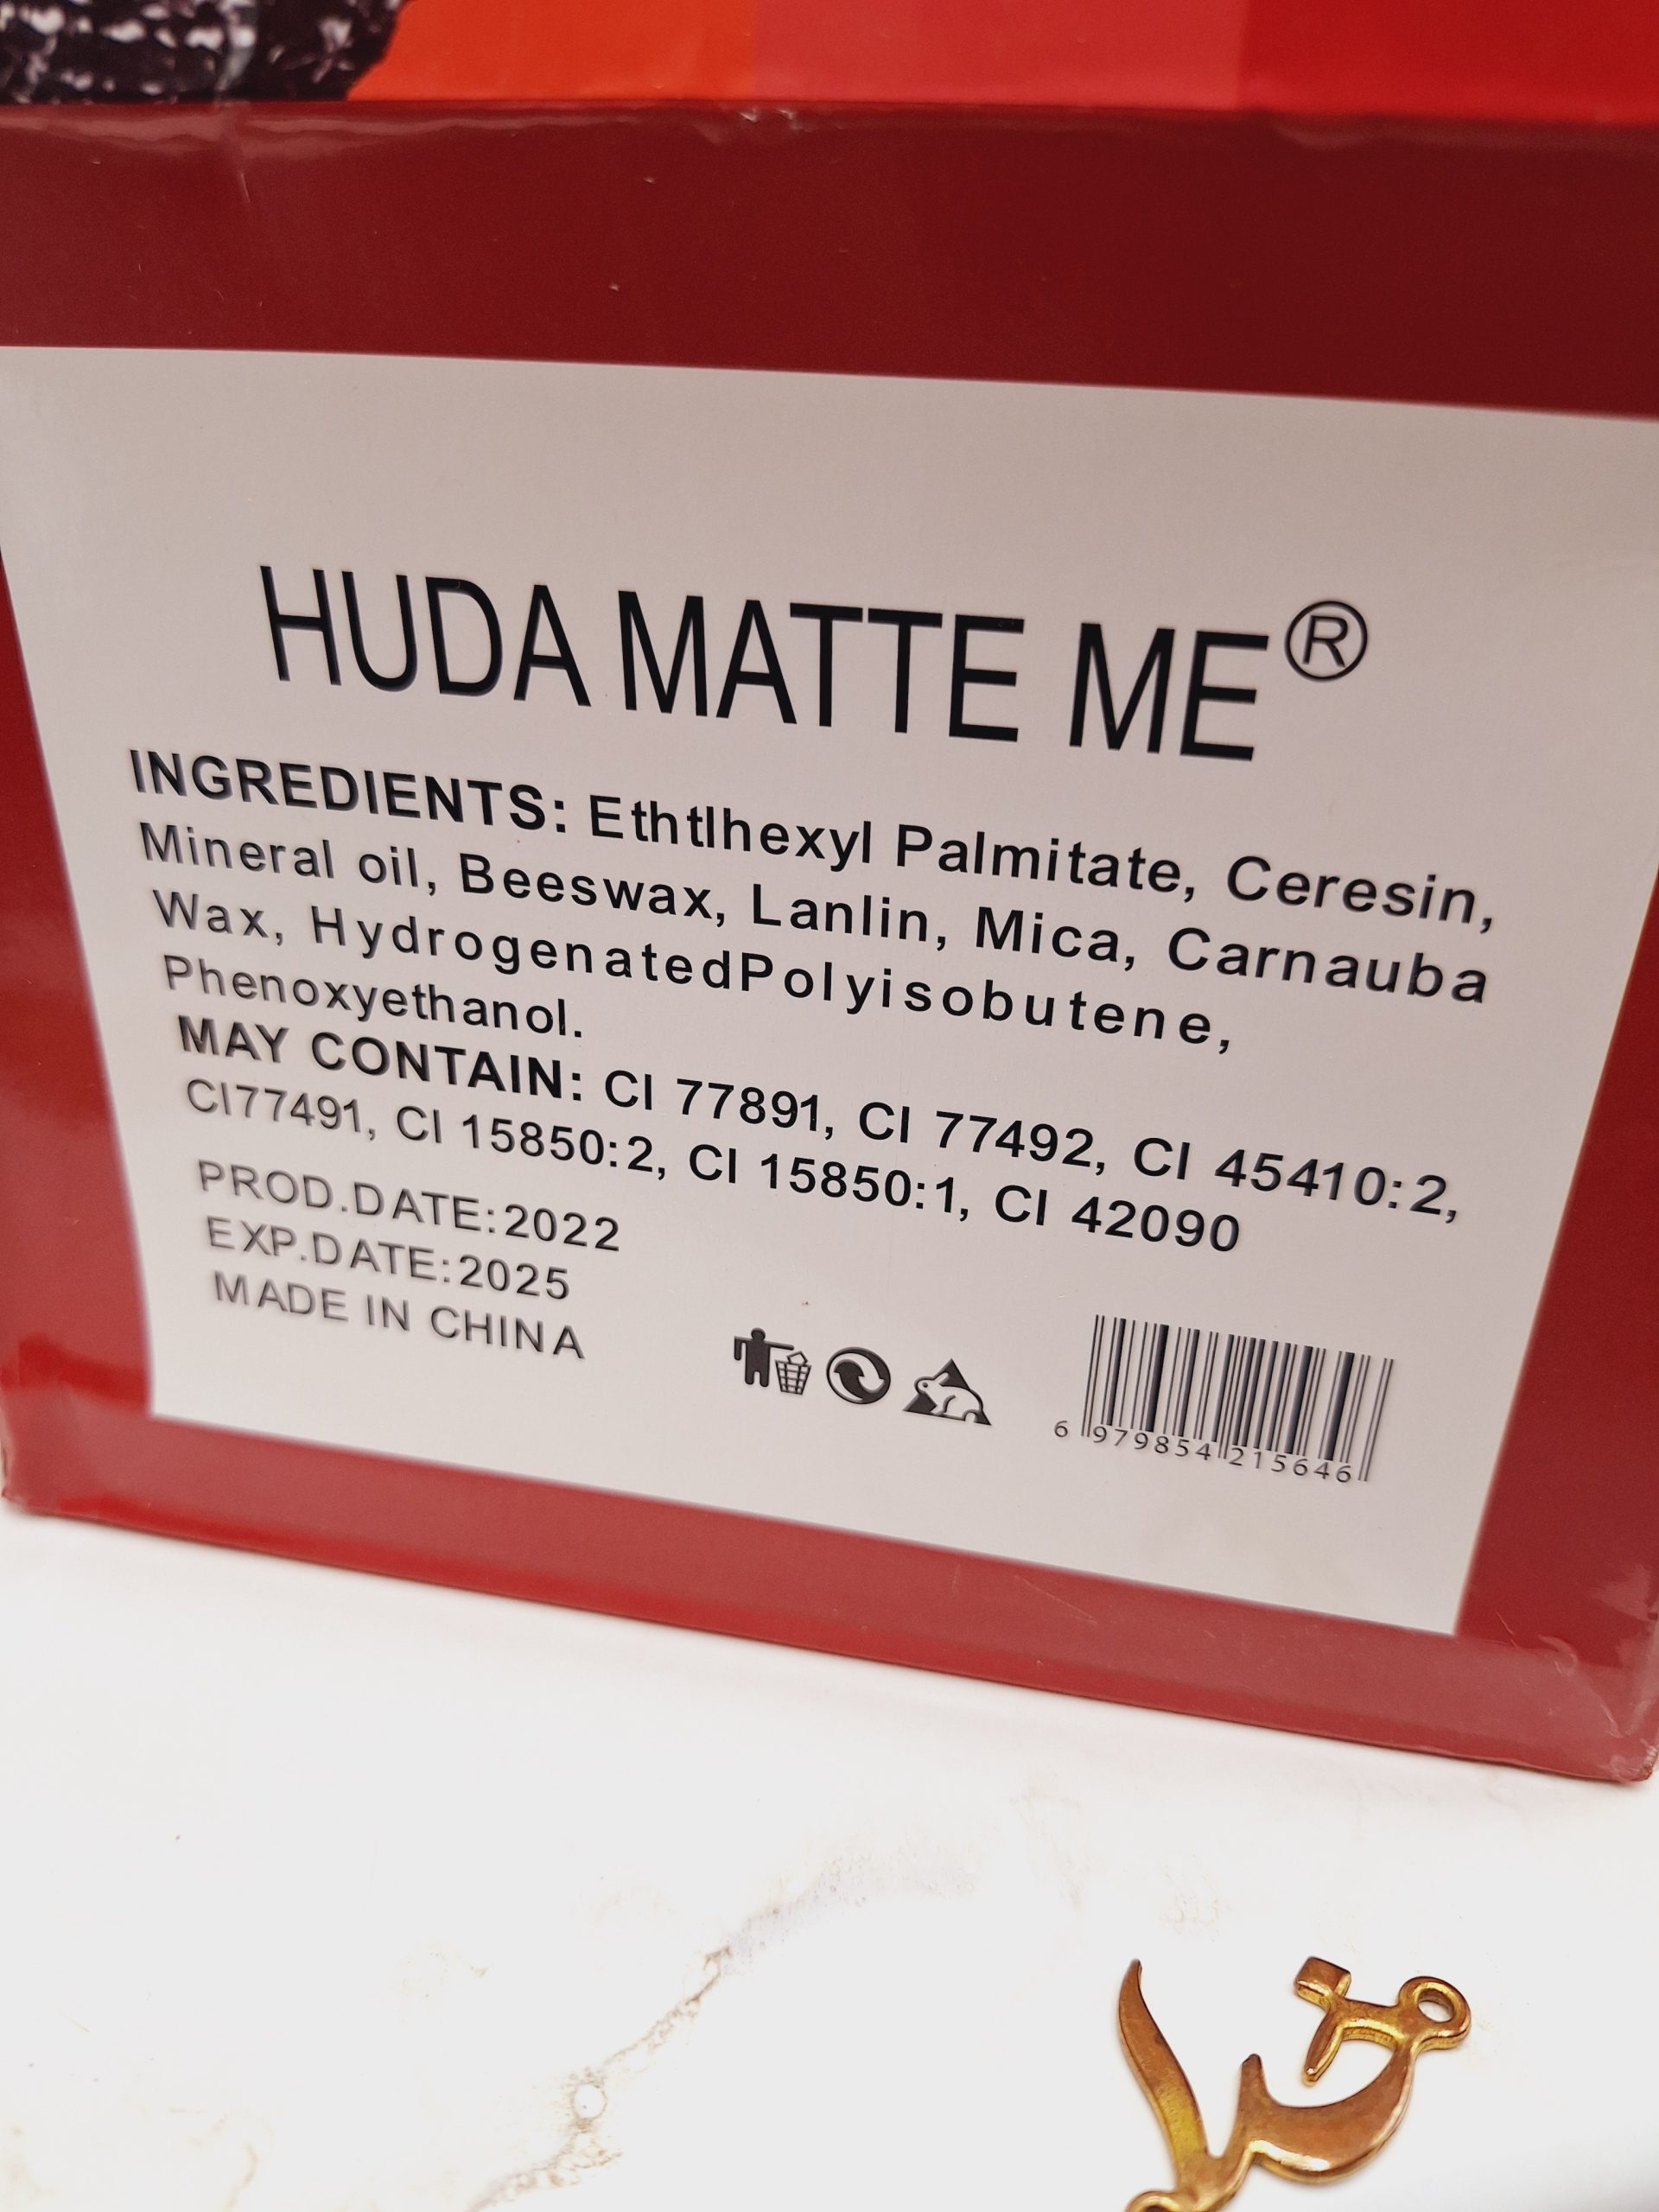 HUDA MATTE ME®
INGREDIENTS: Ethtlhexyl Palmitate, Ceresin,
Mineral oil, Beeswax, Lanlin, Mica, Carnauba
Wax, HydrogenatedPolyisobutene,
Phenoxyethanol.
MAY CONTAIN: CI 77891, CI 77492, CI 45410:2,
CI77491, CI 15850:2, CI 15850:1, CI 42090
PROD.DATE:2022
EXP.DATE:2025
MADE IN CHINA
6 979854 215646